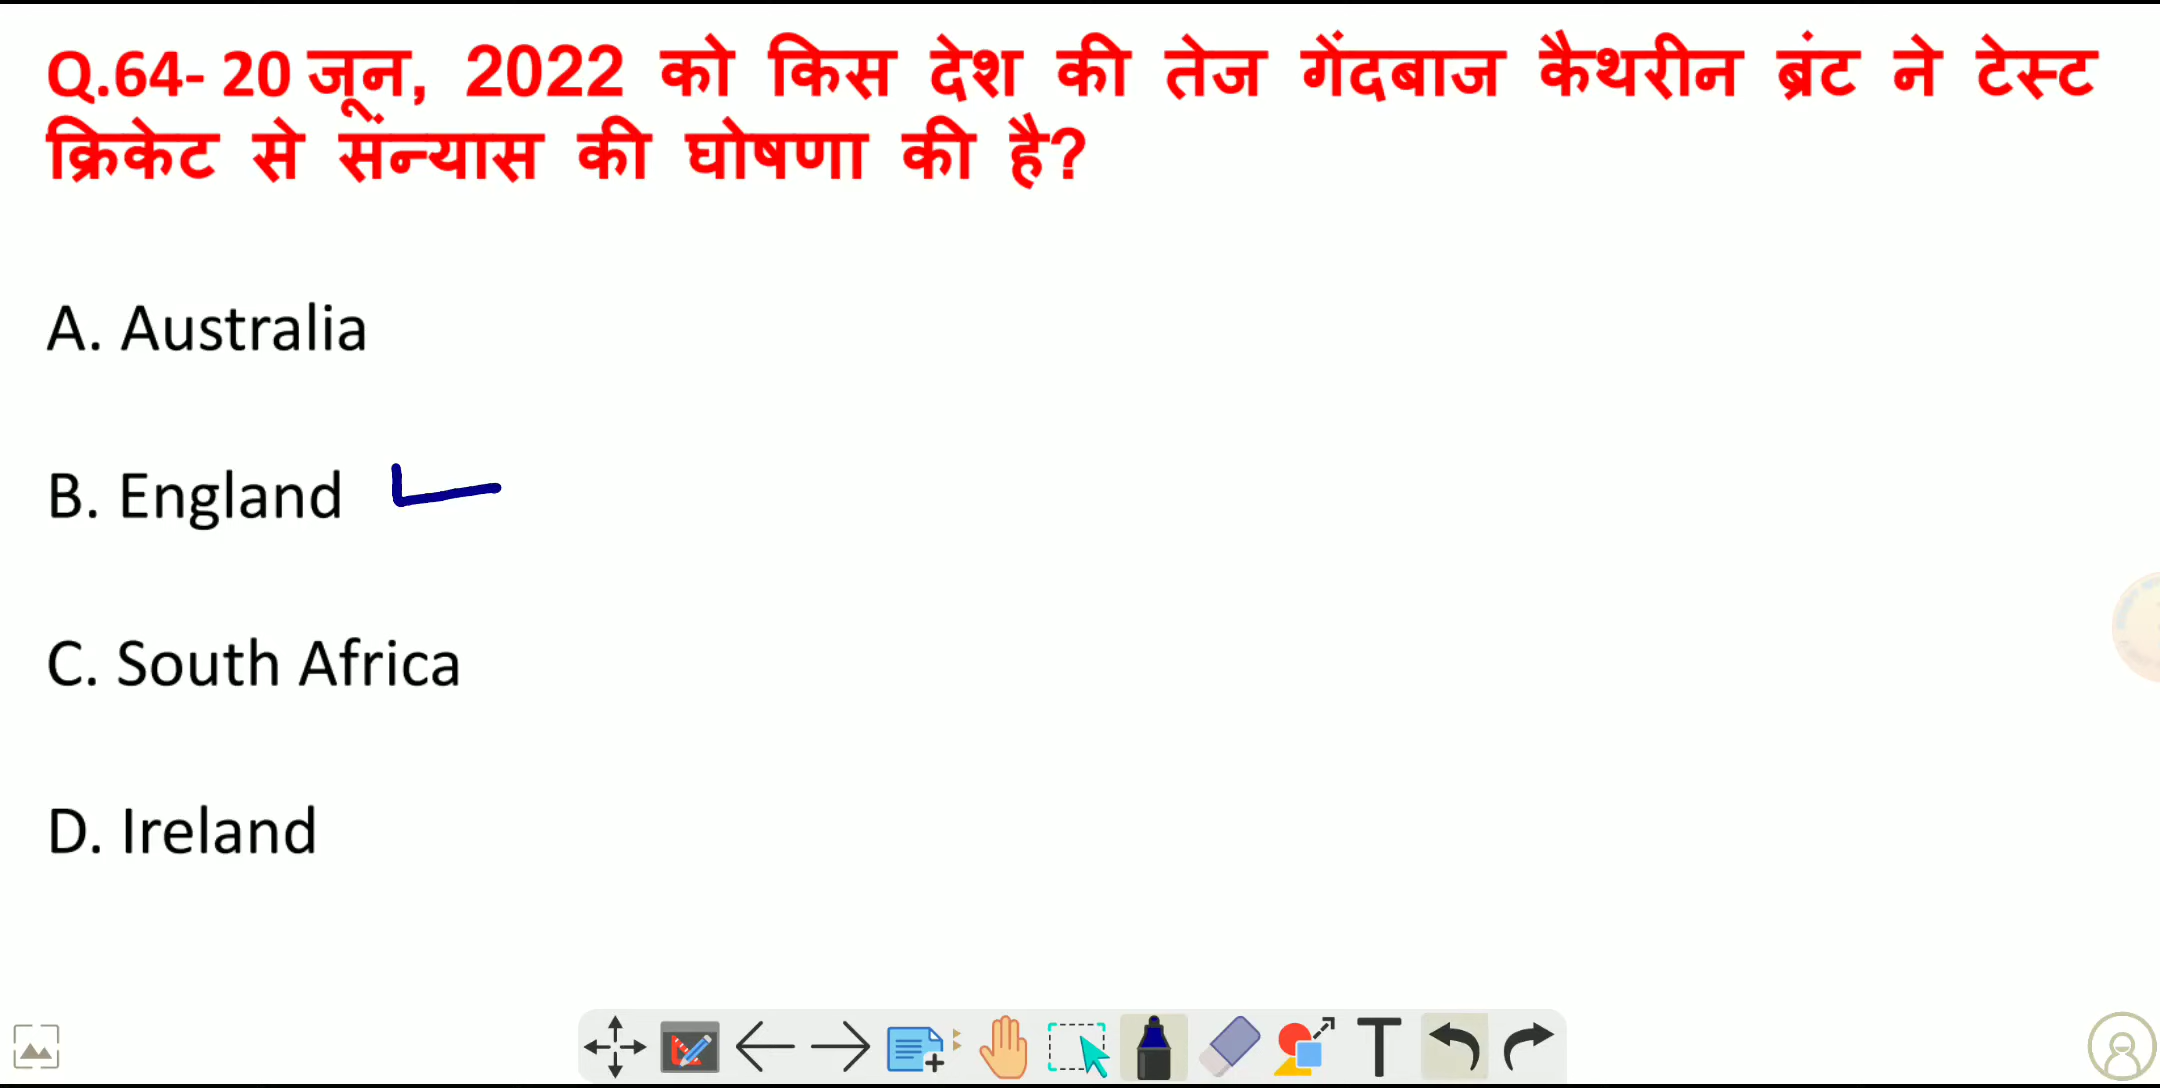 Q.64- 20 जून, 2022 को किस देश की तेज गेंदबाज कैथरीन ब्रंट ने टेस्ट
क्रिकेट से संन्यास की घोषणा की है?
A. Australia
B. England
C. South Africa
D. Ireland